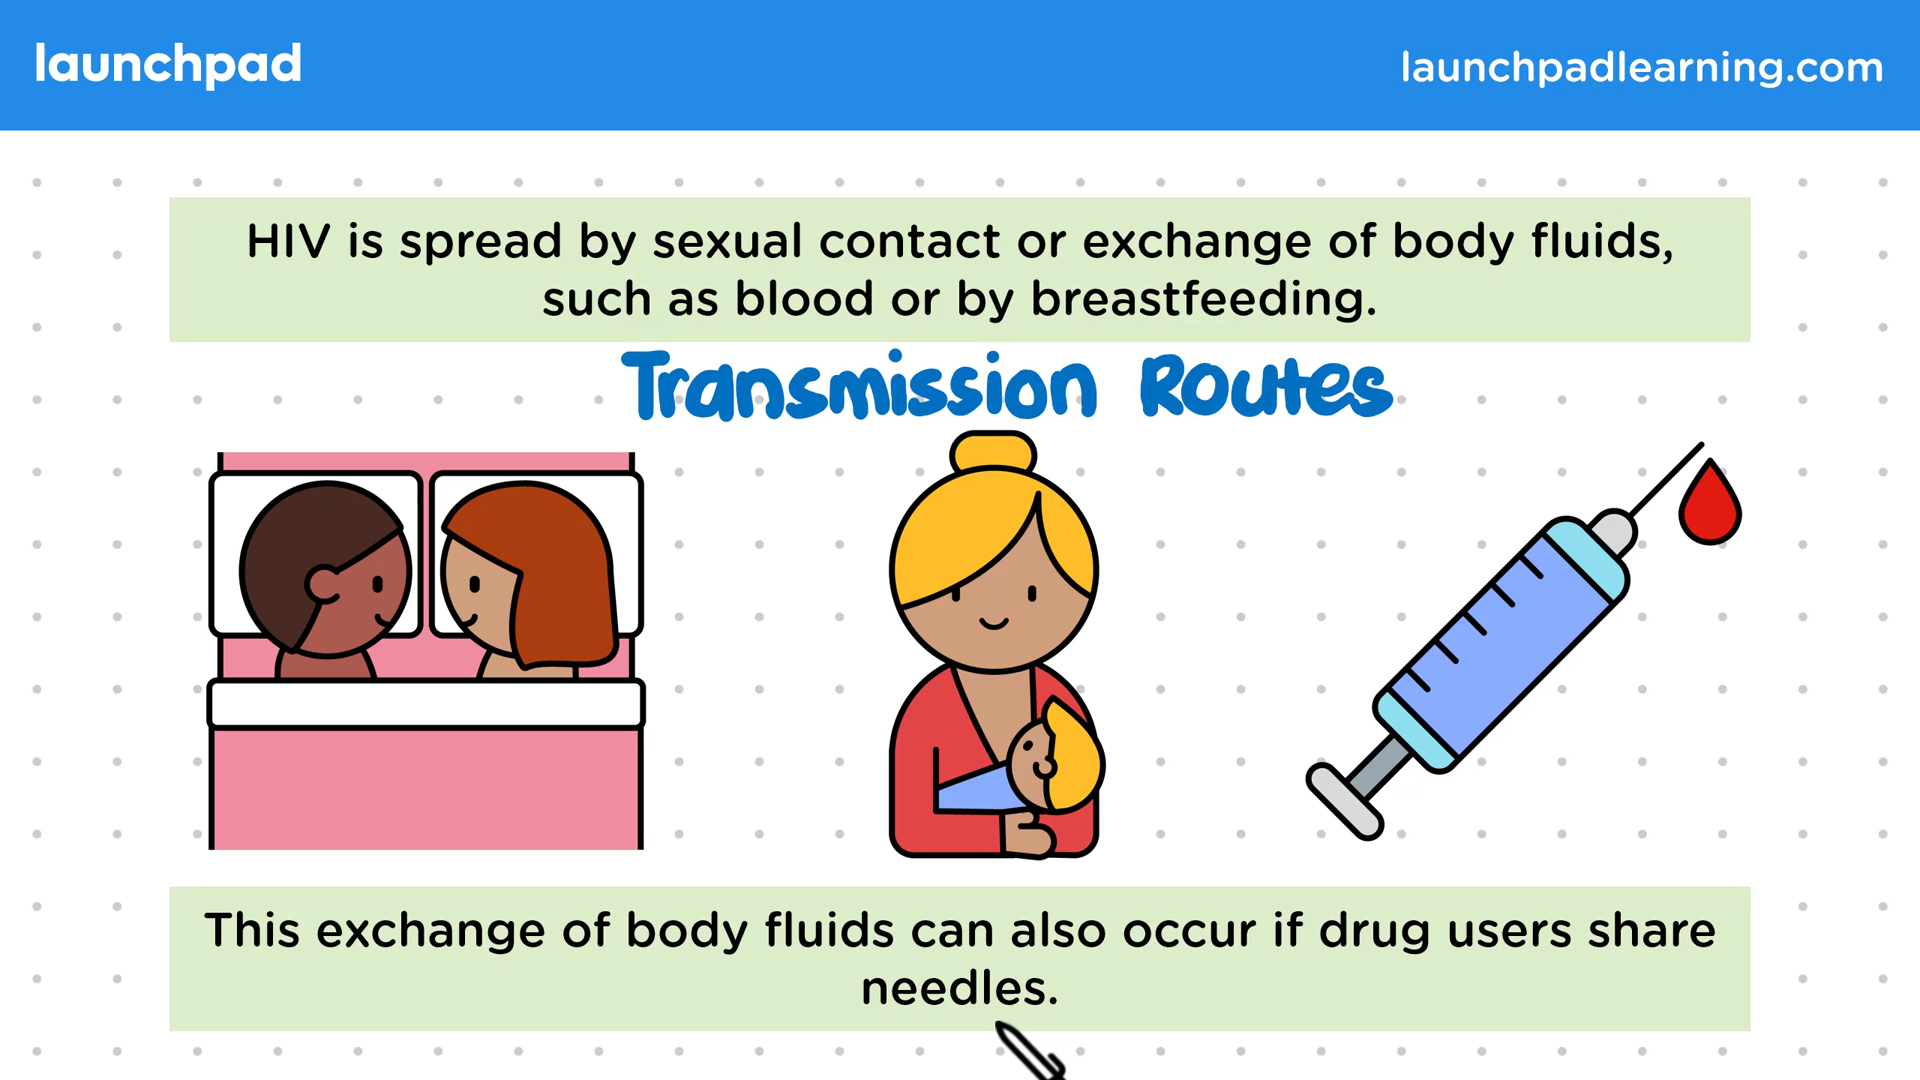 launchpad
launchpadlearning.com
HIV is spread by sexual contact or exchange of body fluids,
such as blood or by breastfeeding.
Transmission Routes
This exchange of body fluids can also occur if drug users share
needles.